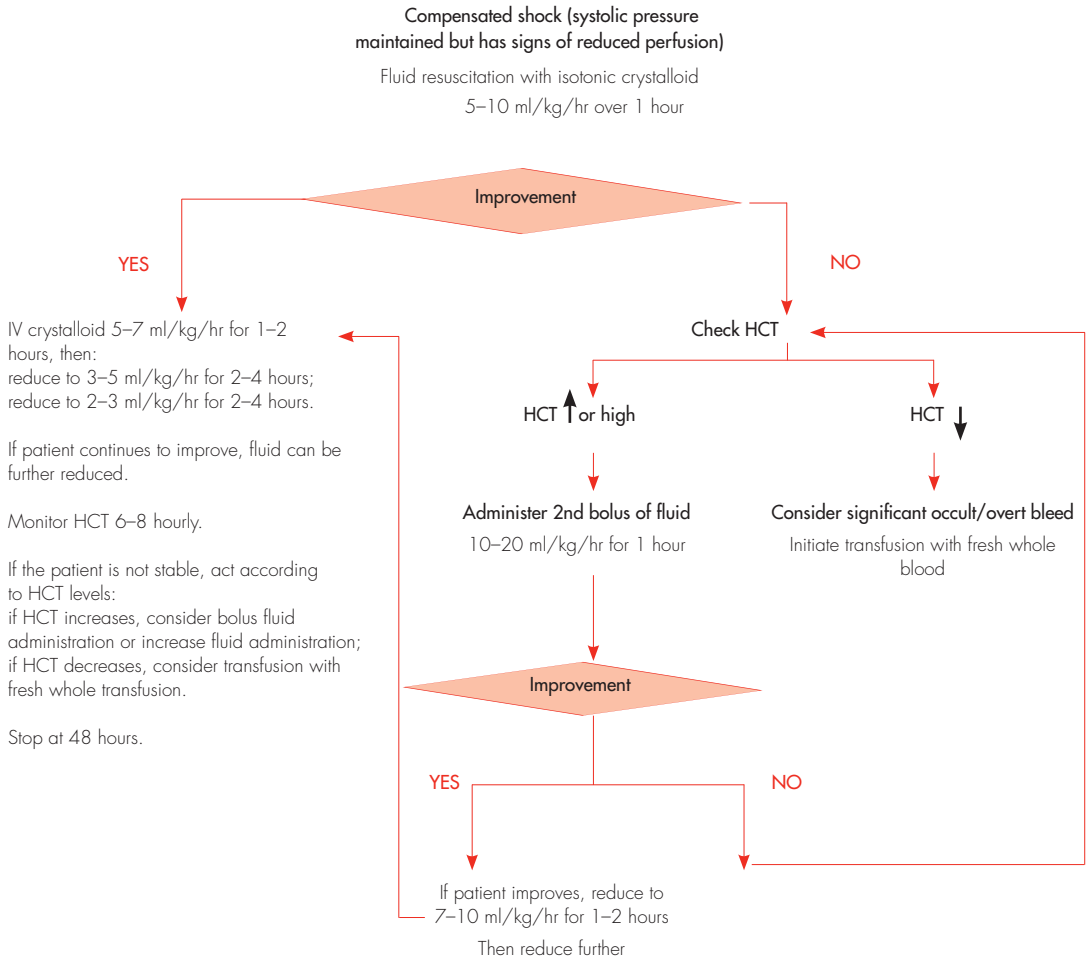 Compensated shock (systolic pressure
maintained but has signs of reduced perfusion)
Fluid resuscitation with isotonic crystalloid
5–10 ml/kg/hr over 1 hour
Improvement
YES
NO
IV crystalloid 5–7 ml/kg/hr for 1–2
hours, then:
reduce to 3–5 ml/kg/hr for 2–4 hours;
reduce to 2–3 ml/kg/hr for 2–4 hours.
If patient continues to improve, fluid can be
further reduced.
Monitor HCT 6–8 hourly.
If the patient is not stable, act according
to HCT levels:
if HCT increases, consider bolus fluid
administration or increase fluid administration;
if HCT decreases, consider transfusion with
fresh whole transfusion.
Stop at 48 hours.
Check HCT
HCT ↑ or high
HCT ↓
Administer 2nd bolus of fluid
10–20 ml/kg/hr for 1 hour
Consider significant occult/overt bleed
Initiate transfusion with fresh whole
blood
Improvement
YES
NO
If patient improves, reduce to
7–10 ml/kg/hr for 1–2 hours
Then reduce further